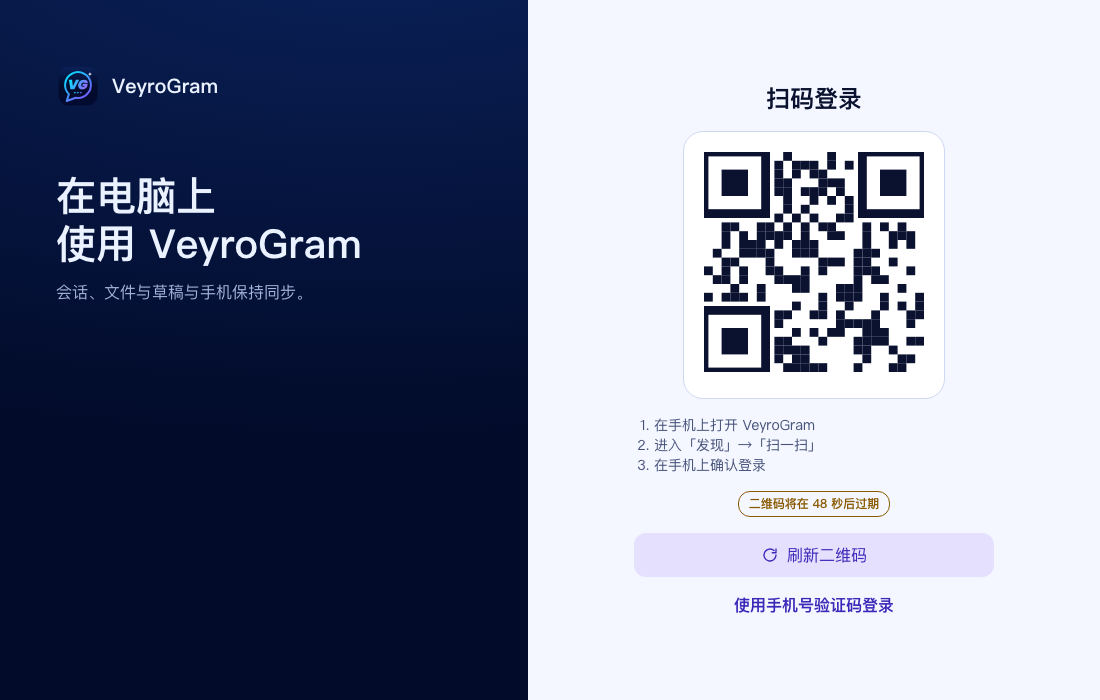 VG
VeyroGram
在电脑上
使用 VeyroGram
会话、文件与草稿与手机保持同步。
扫码登录
1. 在手机上打开 VeyroGram
2. 进入「发现」→「扫一扫」
3. 在手机上确认登录
二维码将在 48 秒后过期
刷新二维码
使用手机号验证码登录